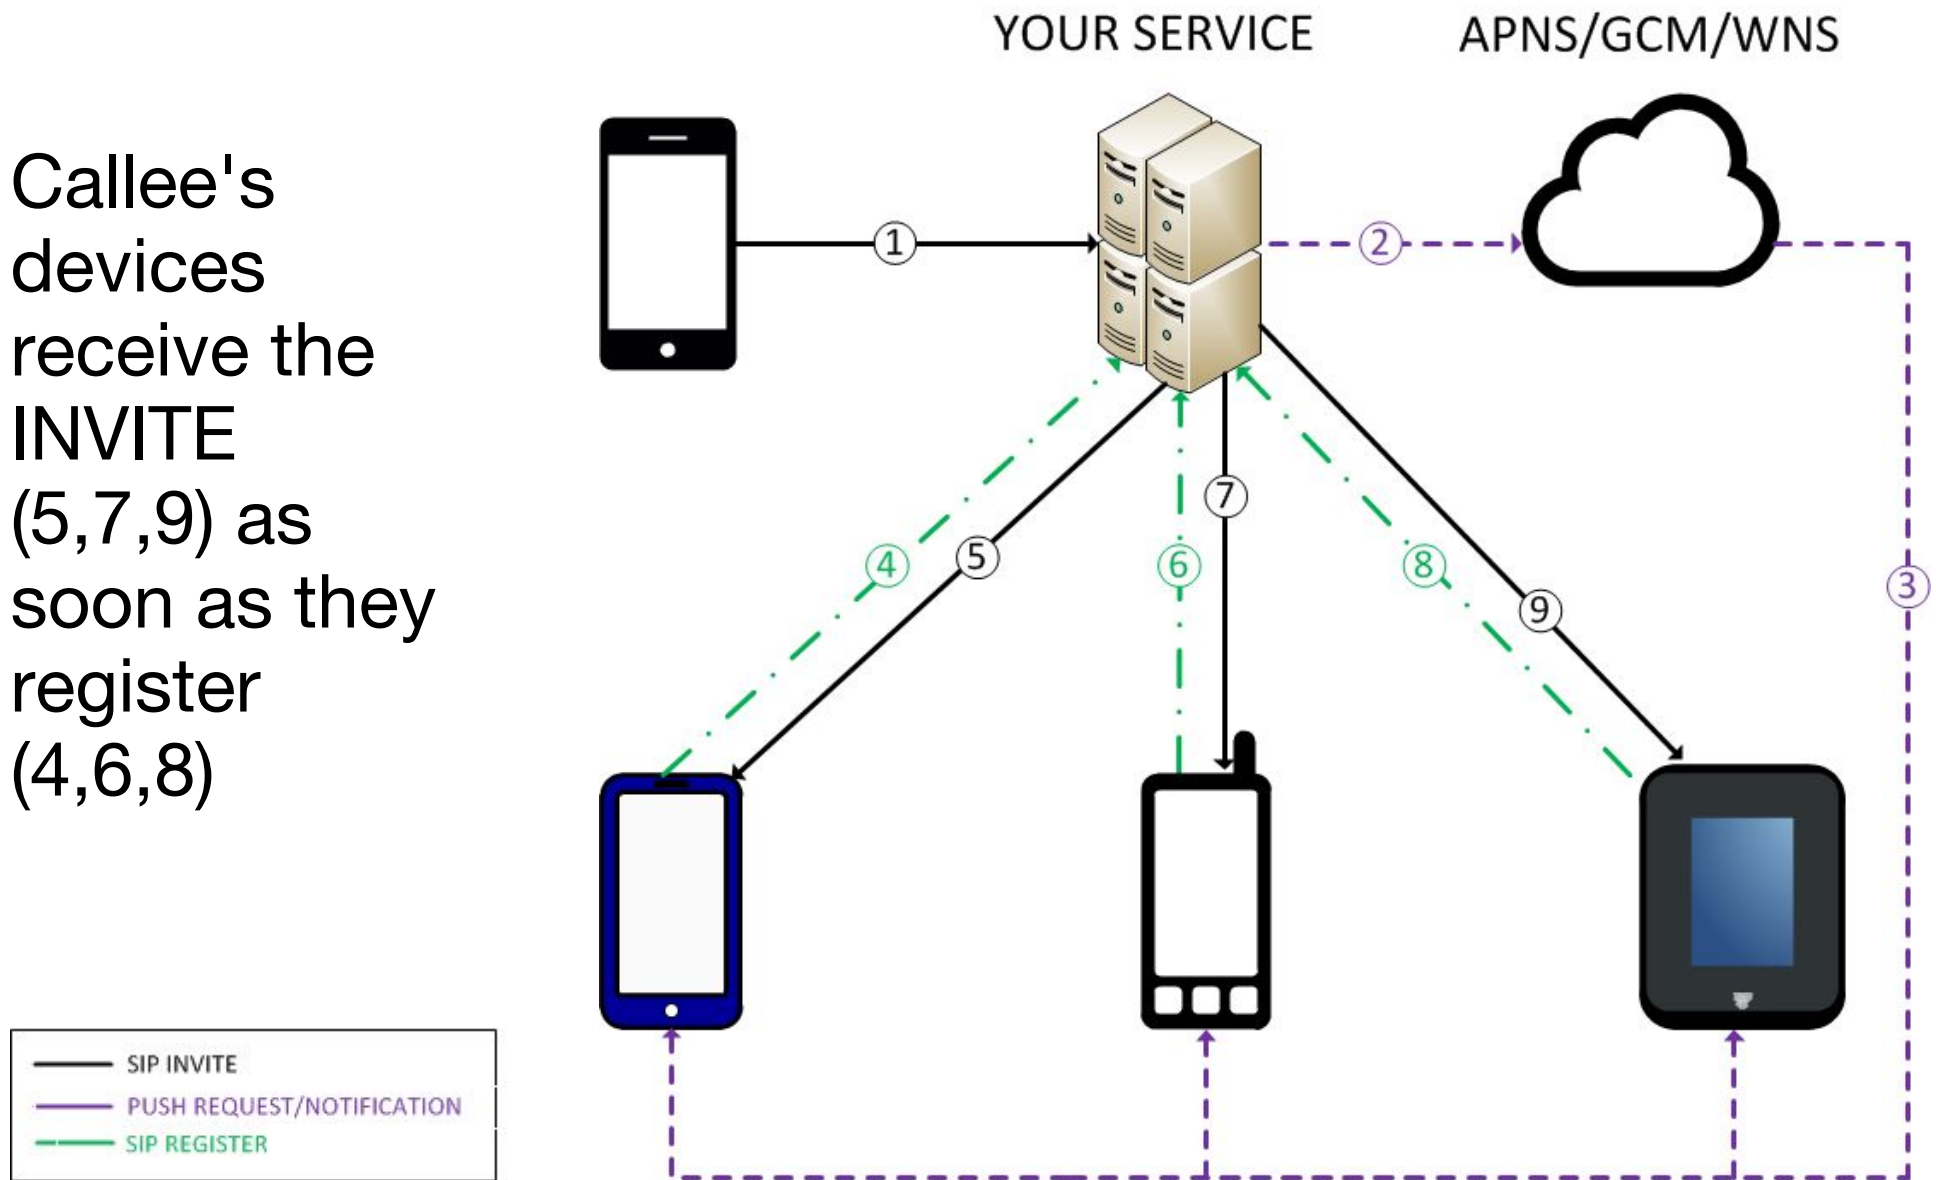 YOUR SERVICE
APNS/GCM/WNS
Callee's
devices
receive the
INVITE
(5,7,9) as
soon as they
register
(4,6,8)
1
2
3
4
5
6
7
8
9
SIP INVITE
PUSH REQUEST/NOTIFICATION
SIP REGISTER